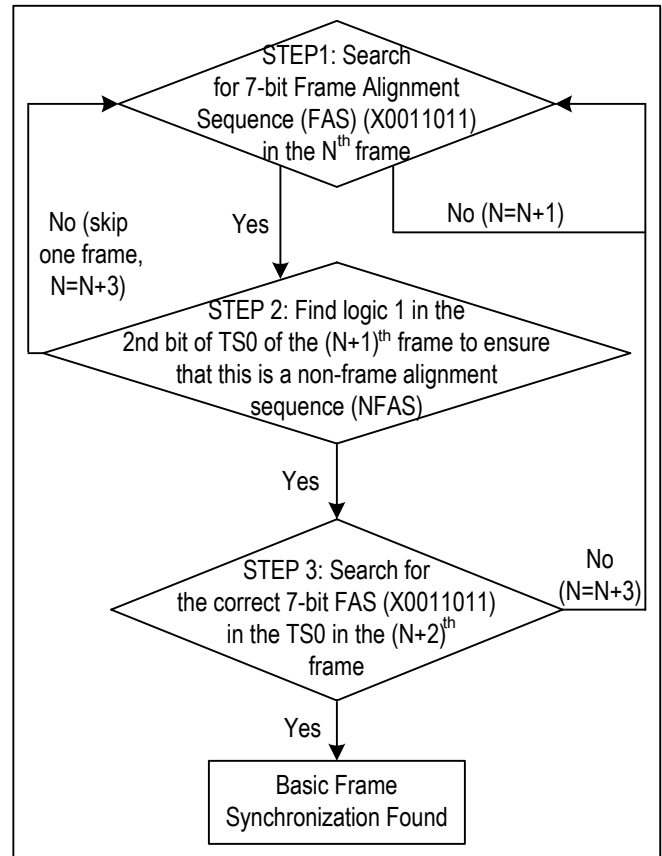 STEP1: Search
for 7-bit Frame Alignment
Sequence (FAS) (X0011011)
in the Nth frame
No (skip
one frame,
N=N+3)
Yes
No (N=N+1)
STEP 2: Find logic 1 in the
2nd bit of TS0 of the (N+1)th frame to ensure
that this is a non-frame alignment
sequence (NFAS)
Yes
STEP 3: Search for
the correct 7-bit FAS (X0011011)
in the TS0 in the (N+2)th
frame
No
(N=N+3)
Yes
Basic Frame
Synchronization Found